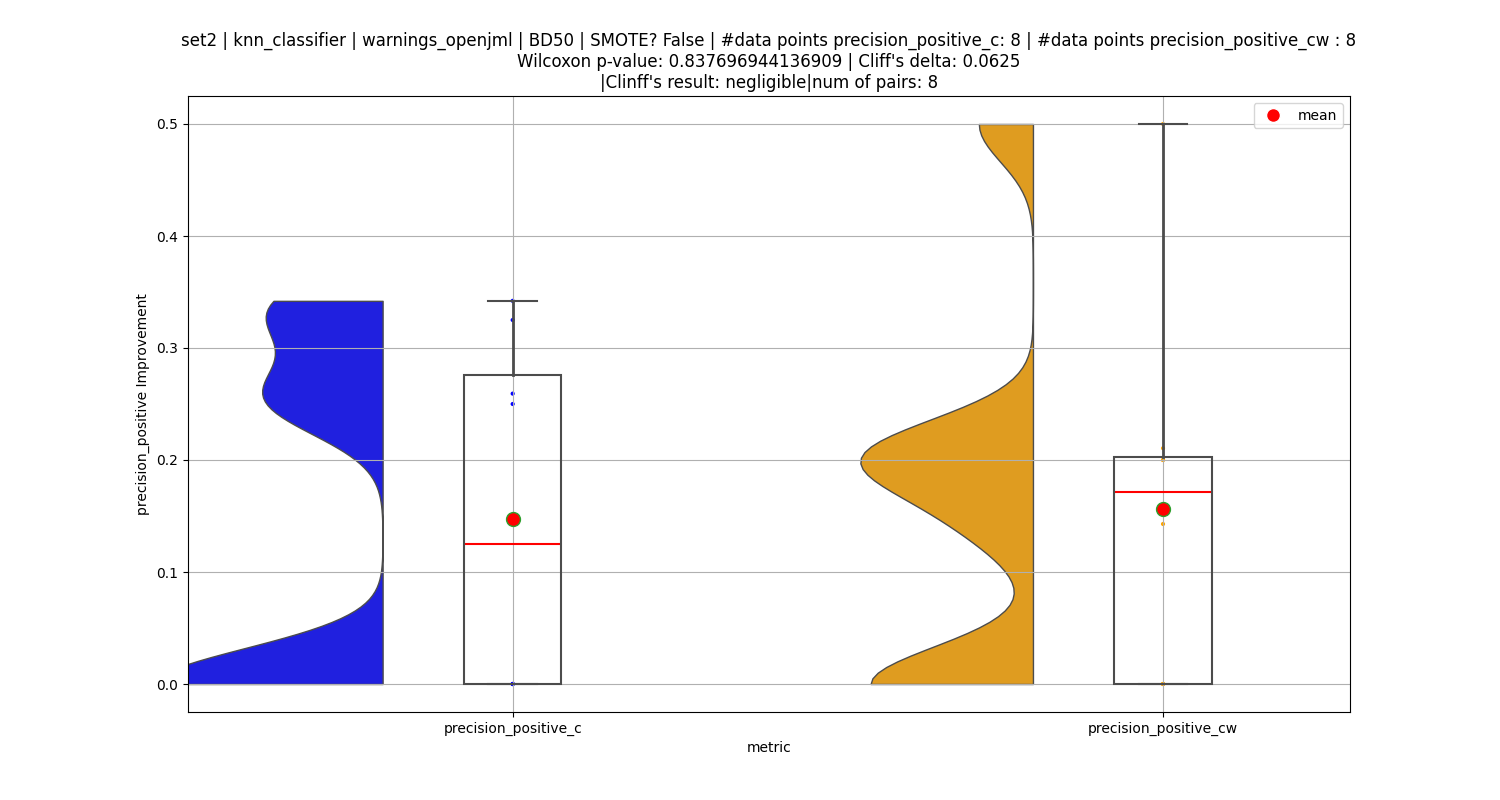 set2 | knn_classifier | warnings_openjml | BD50 | SMOTE? False | #data points precision_positive_c: 8 | #data points precision_positive_cw : 8
Wilcoxon p-value: 0.837696944136909 | Cliff's delta: 0.0625
|Clinff's result: negligible|num of pairs: 8
mean
precision_positive Improvement
0.5
0.4
0.3
0.2
0.1
0.0
precision_positive_c
precision_positive_cw
metric